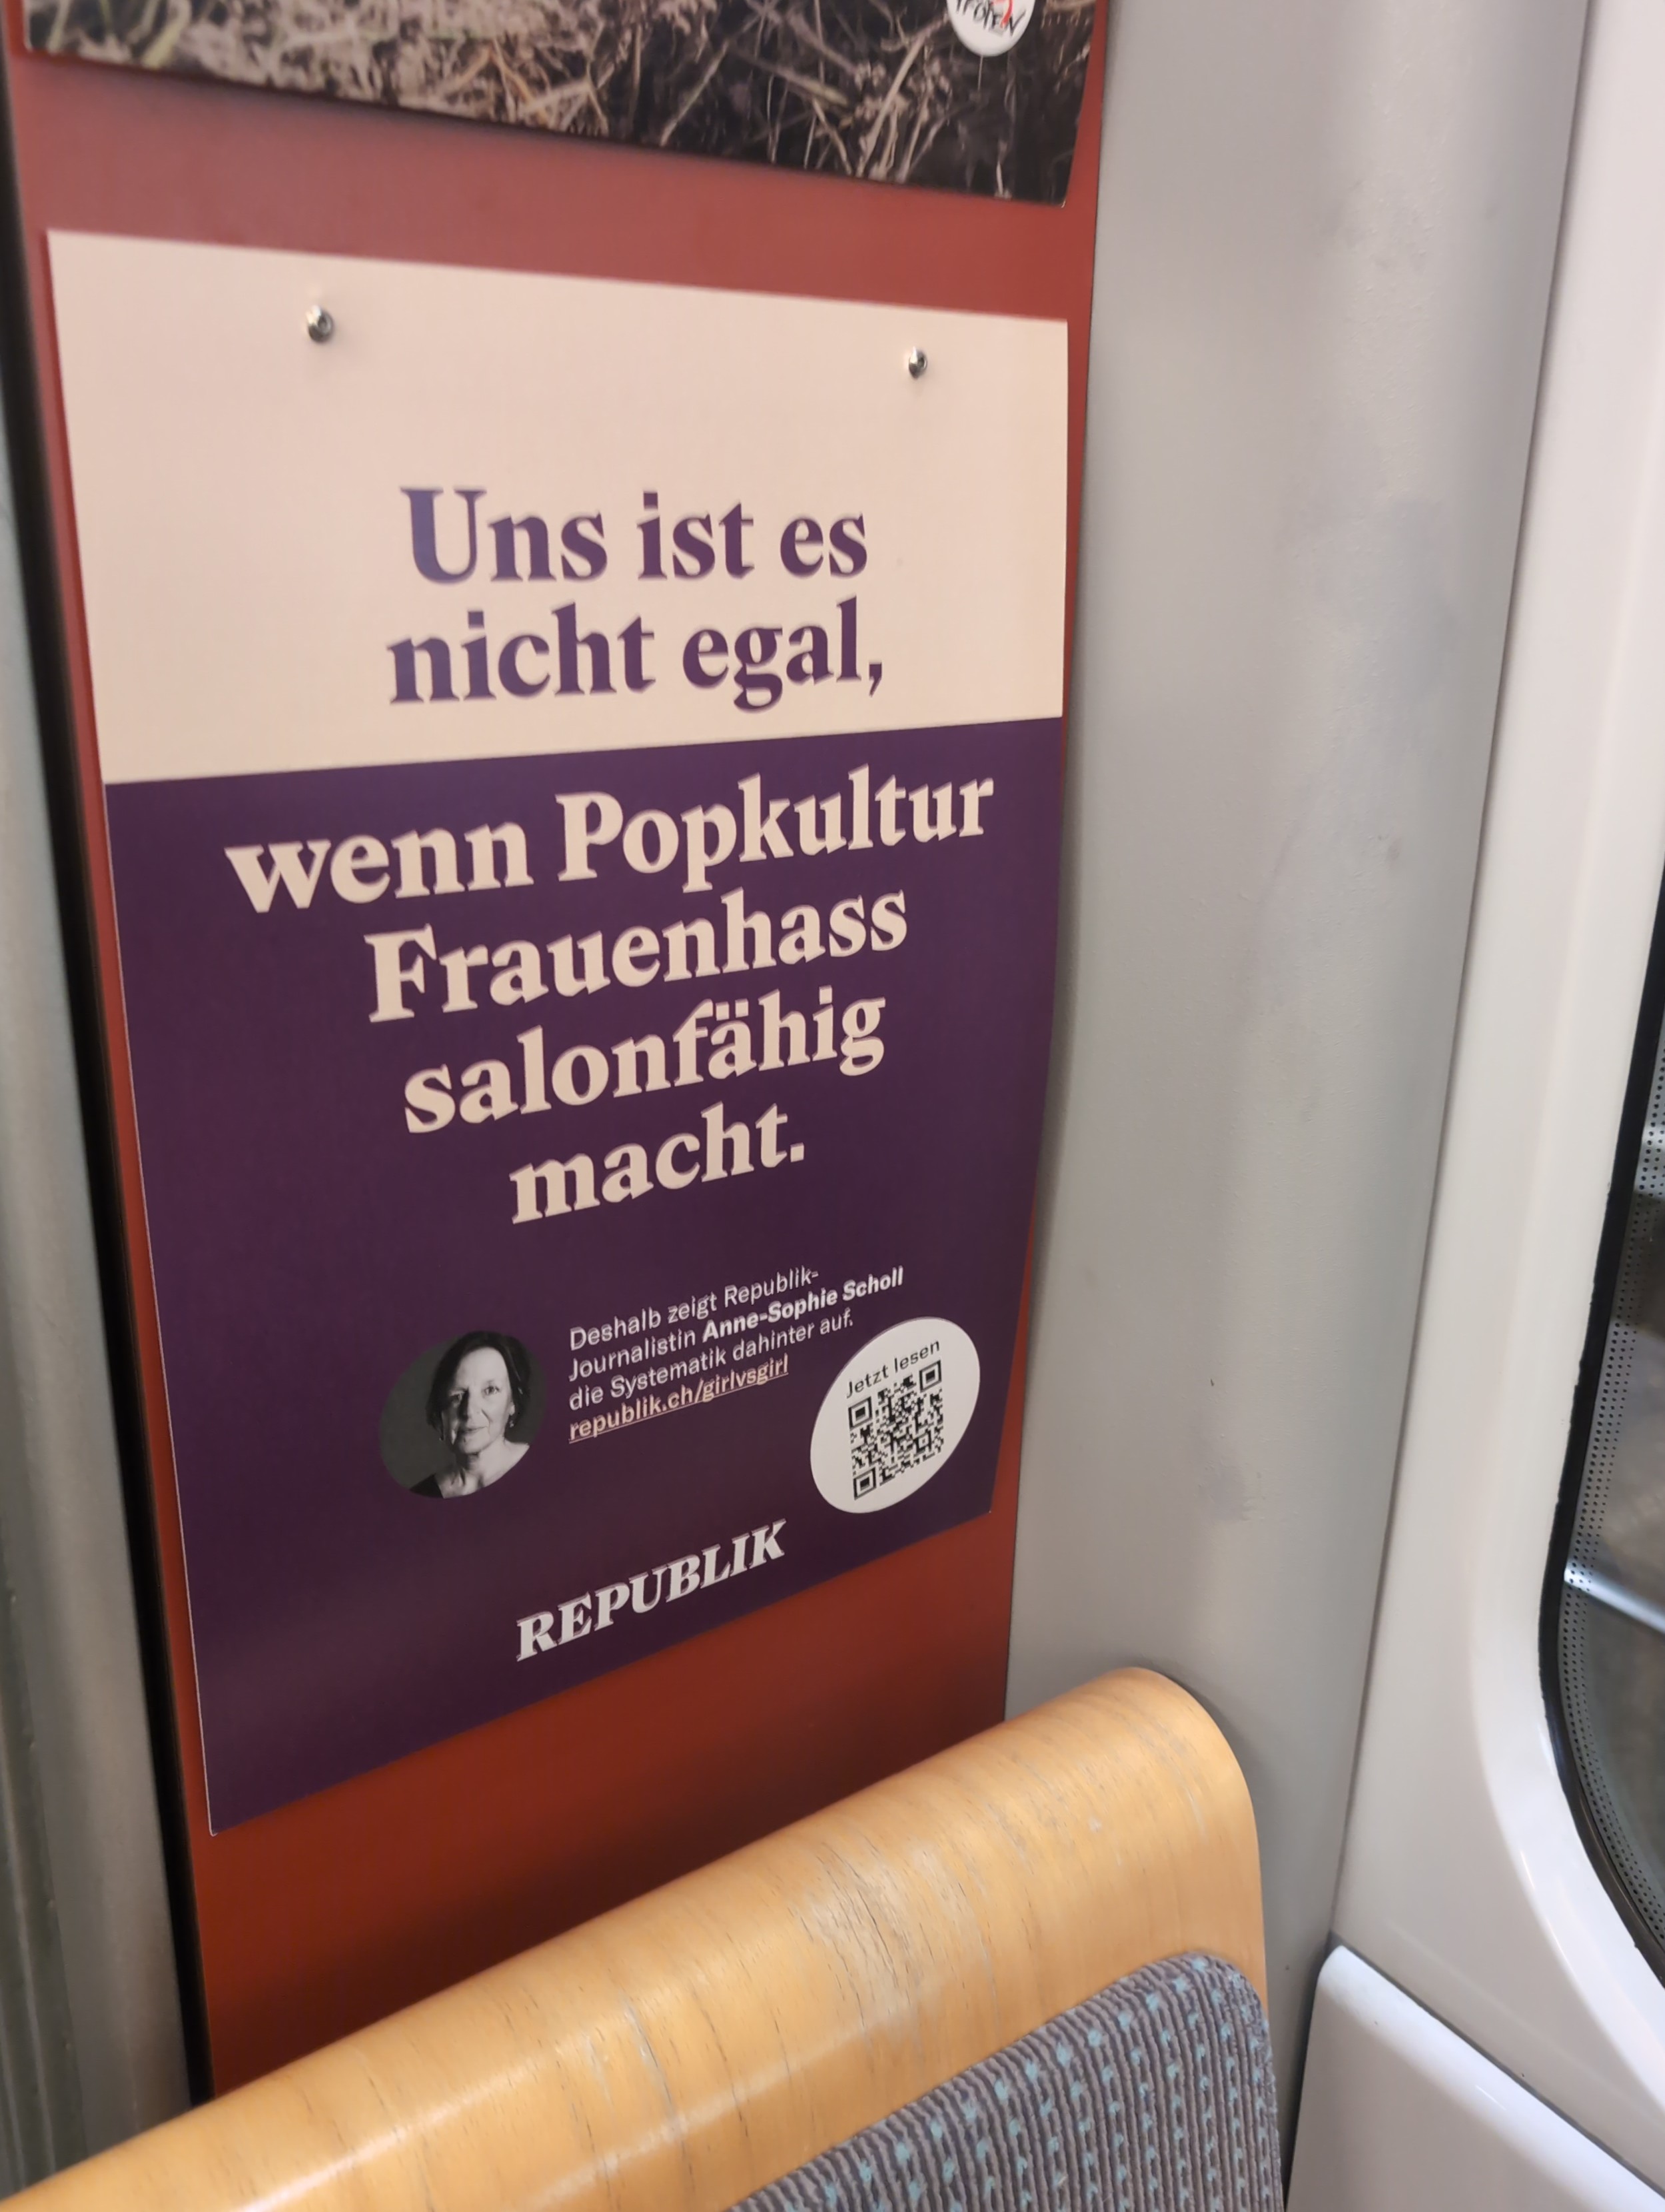 Uns ist es
nicht egal,
wenn Popkultur
Frauenhass
salonfähig
macht.
Deshalb zeigt Republik-
Journalistin Anne-Sophie Scholl
die Systematik dahinter auf.
republik.ch/girlvsgirl
Jetzt lesen
REPUBLIK